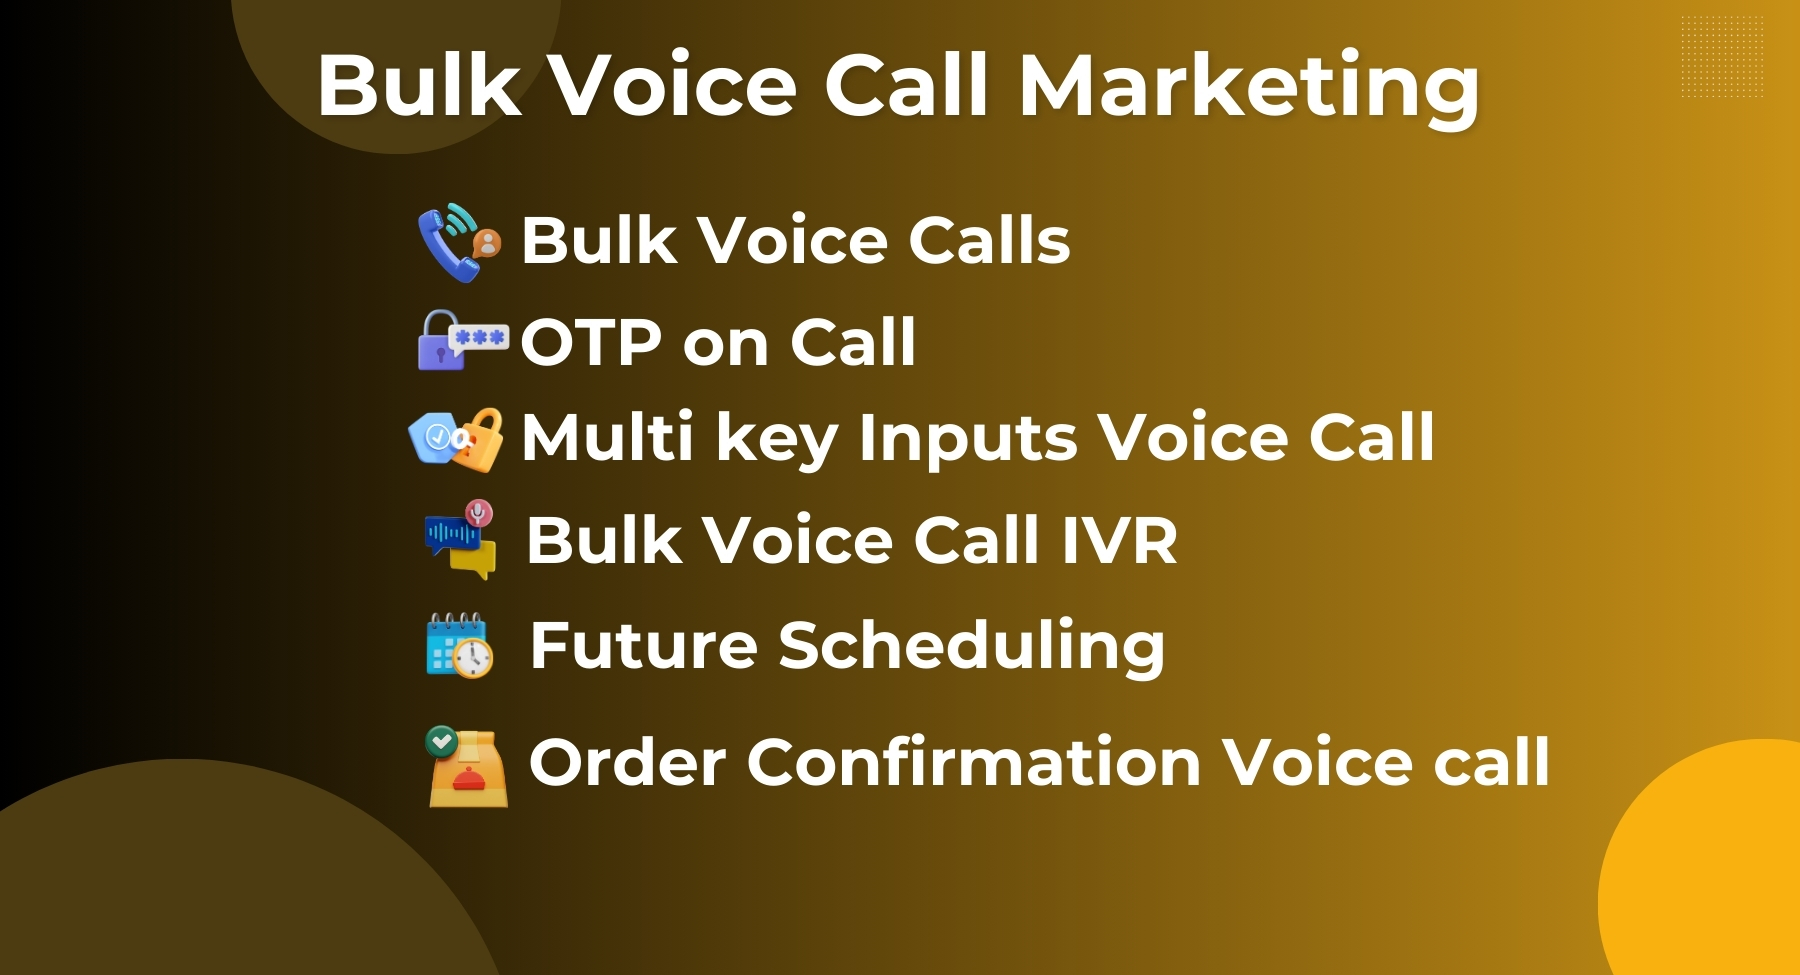 Bulk Voice Call Marketing
Bulk Voice Calls
OTP on Call
Multi key Inputs Voice Call
Bulk Voice Call IVR
Future Scheduling
Order Confirmation Voice call